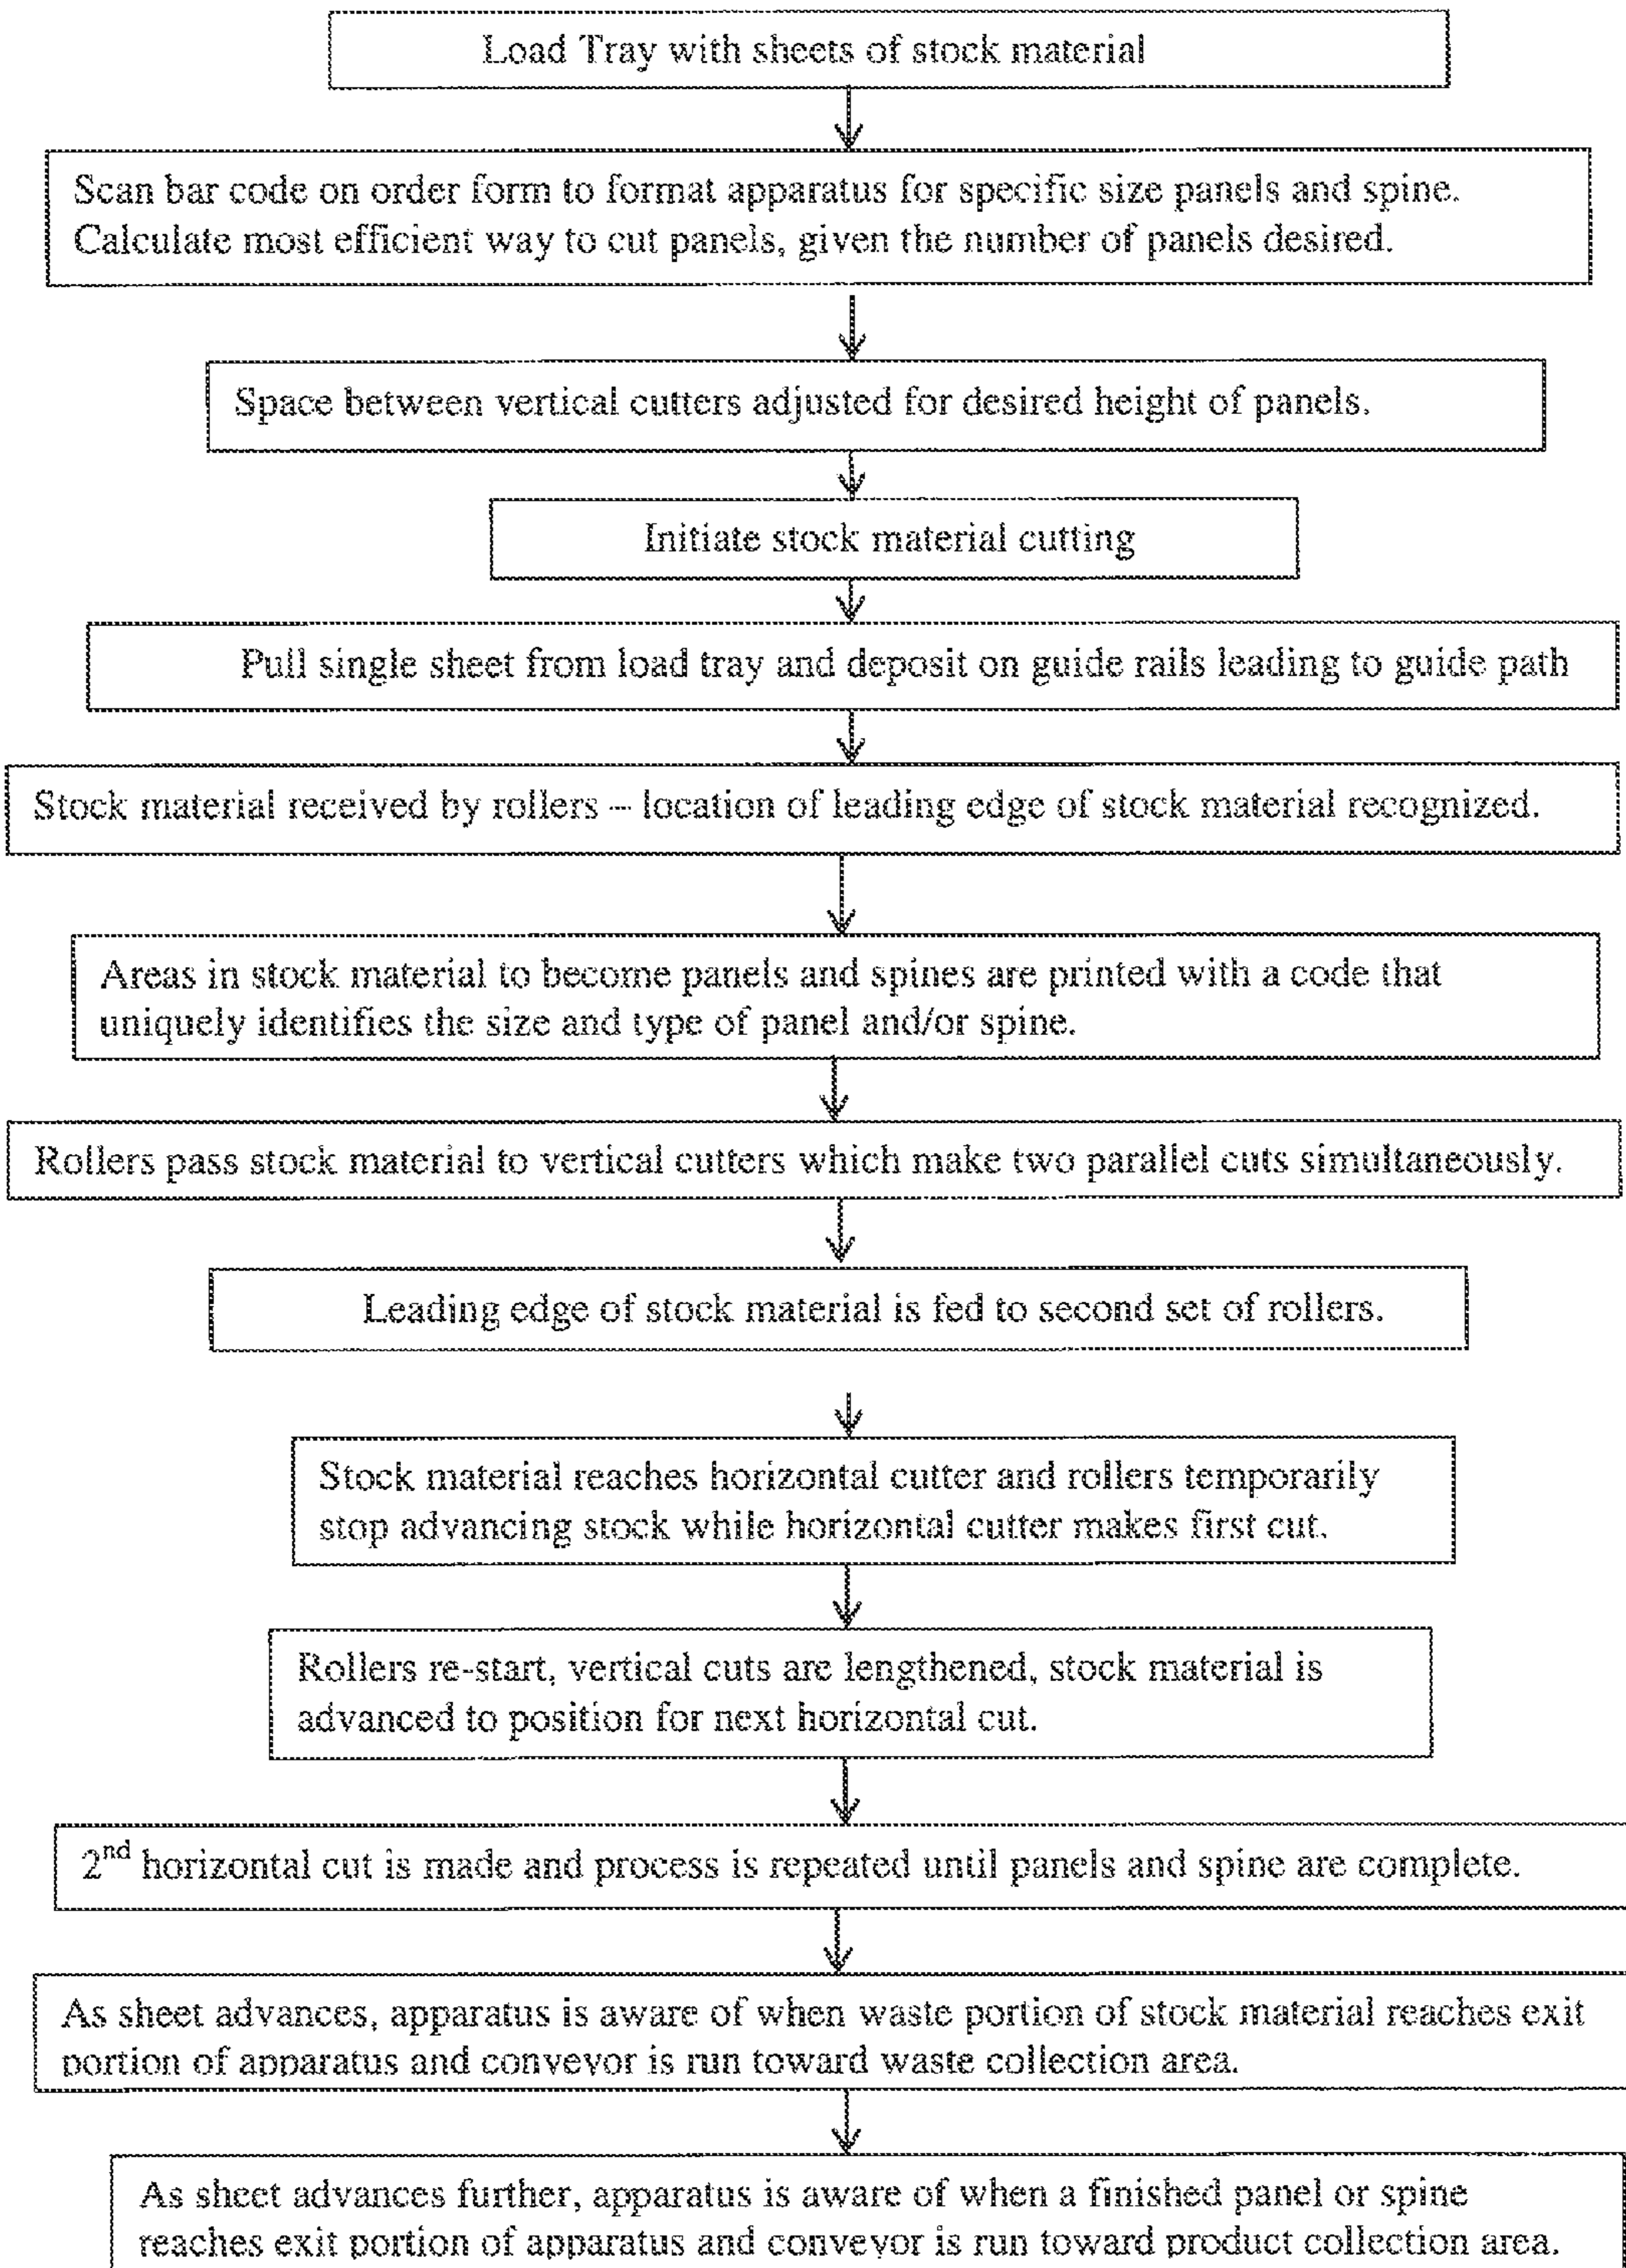 Load Tray with sheets of stock material
Scan bar code on order form to format apparatus for specific size panels and spine.
Calculate most efficient way to cut panels, given the number of panels desired.
Space between vertical cutters adjusted for desired height of panels.
Initiate stock material cutting
Pull single sheet from load tray and deposit on guide rails leading to guide path
Stock material received by rollers – location of leading edge of stock material recognized.
Areas in stock material to become panels and spines are printed with a code that
uniquely identifies the size and type of panel and/or spine.
Rollers pass stock material to vertical cutters which make two parallel cuts simultaneously.
Leading edge of stock material is fed to second set of rollers.
Stock material reaches horizontal cutter and rollers temporarily
stop advancing stock while horizontal cutter makes first cut.
Rollers re-start, vertical cuts are lengthened, stock material is
advanced to position for next horizontal cut.
2nd horizontal cut is made and process is repeated until panels and spine are complete.
As sheet advances, apparatus is aware of when waste portion of stock material reaches exit
portion of apparatus and conveyor is run toward waste collection area.
As sheet advances further, apparatus is aware of when a finished panel or spine
reaches exit portion of apparatus and conveyor is run toward product collection area.